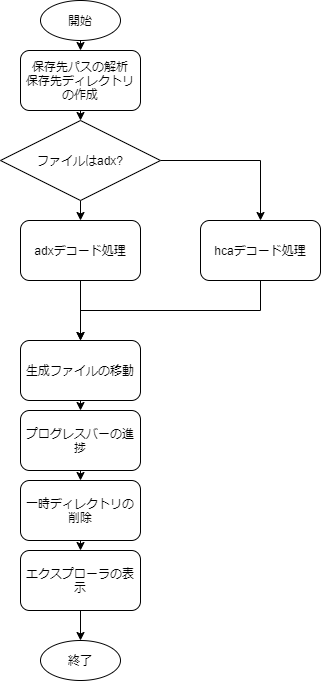 開始
保存先パスの解析
保存先ディレクトリ
の作成
ファイルはadx?
adxデコード処理
hcaデコード処理
生成ファイルの移動
プログレスバーの進
捗
一時ディレクトリの
削除
エクスプローラの表
示
終了